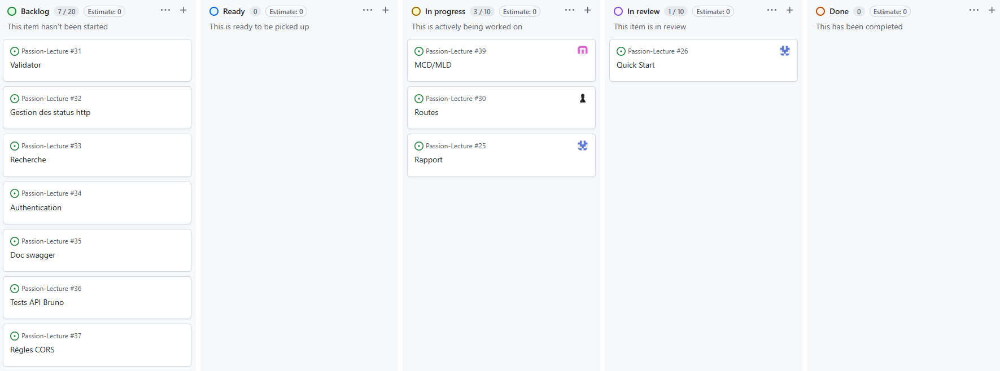 Backlog 7 / 20 Estimate: 0
This item hasn't been started
Passion-Lecture #31
Validator
Passion-Lecture #32
Gestion des status http
Passion-Lecture #33
Recherche
Passion-Lecture #34
Authentication
Passion-Lecture #35
Doc swagger
Passion-Lecture #36
Tests API Bruno
Passion-Lecture #37
Règles CORS
Ready 0 Estimate: 0
This is ready to be picked up
In progress 3 / 10 Estimate: 0
This is actively being worked on
Passion-Lecture #39
MCD/MLD
Passion-Lecture #30
Routes
Passion-Lecture #25
Rapport
In review 1 / 10 Estimate: 0
This item is in review
Passion-Lecture #26
Quick Start
Done 0 Estimate: 0
This has been completed